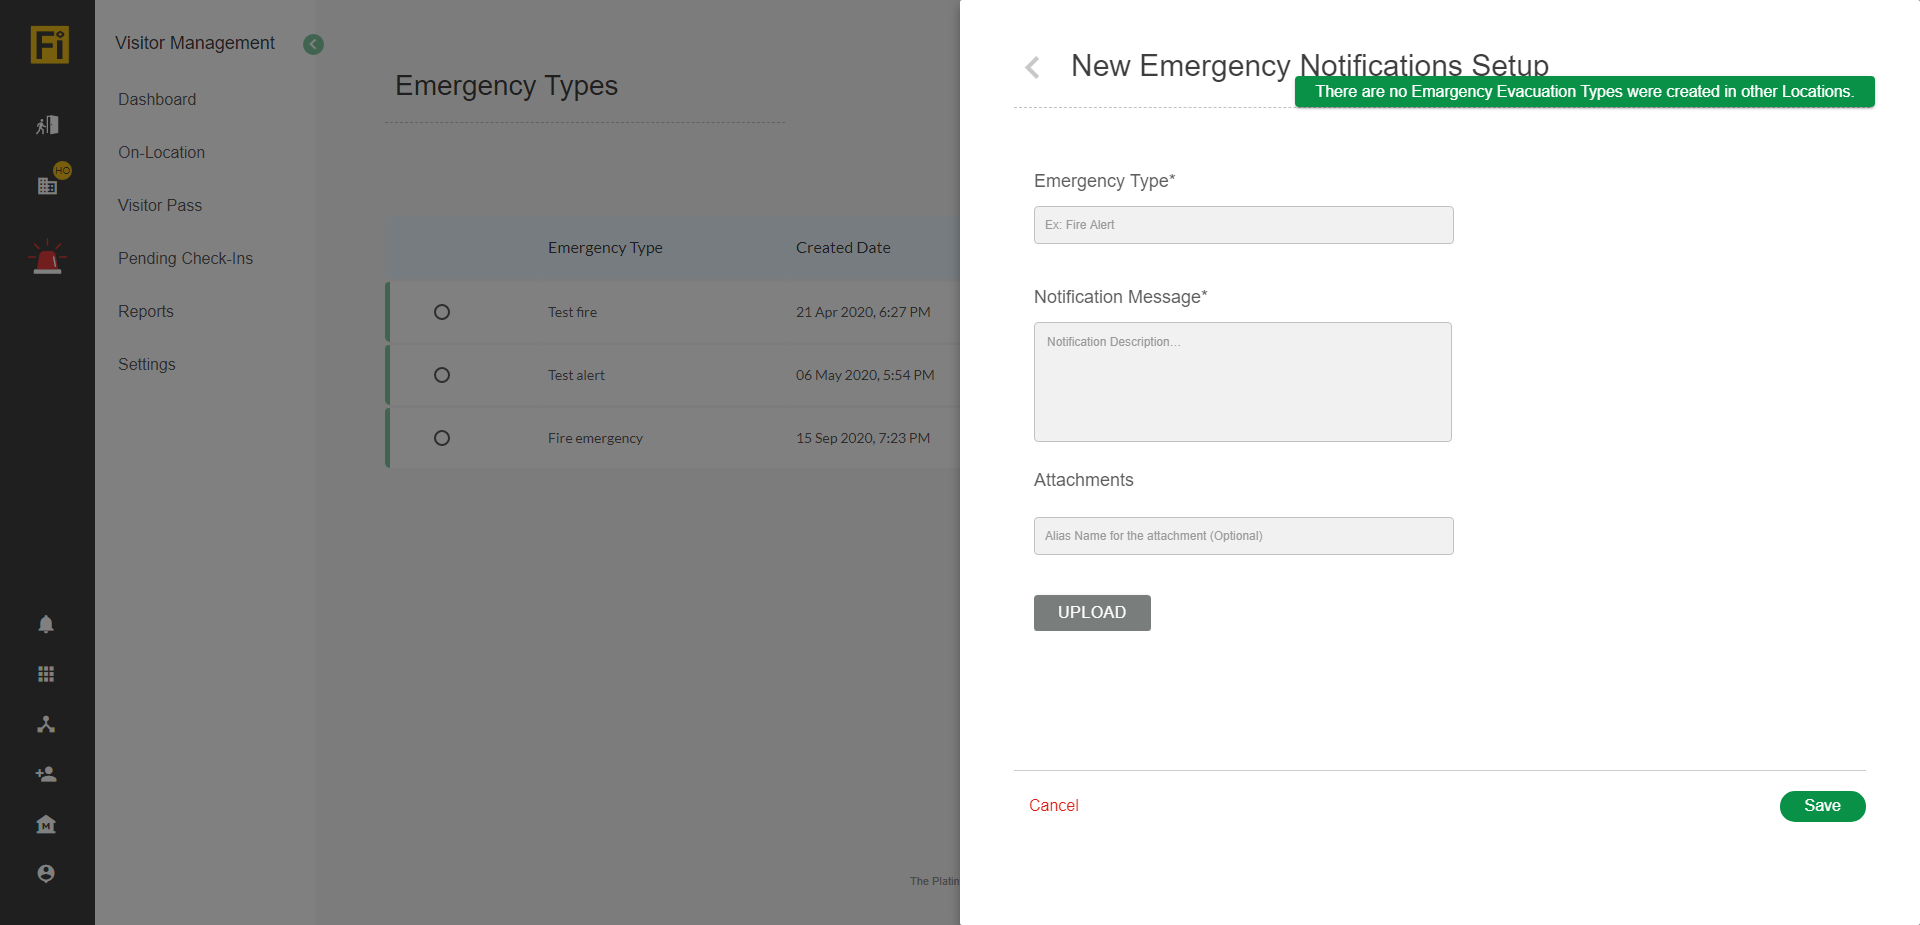 Fi
HO
Visitor Management
Dashboard
On-Location
Visitor Pass
Pending Check-Ins
Reports
Settings
Emergency Types
Emergency Type Created Date
Test fire 21 Apr 2020, 6:27 PM
Test alert 06 May 2020, 5:54 PM
Fire emergency 15 Sep 2020, 7:23 PM
The Platin
New Emergency Notifications Setup
There are no Emargency Evacuation Types were created in other Locations.
Emergency Type*
Ex: Fire Alert
Notification Message*
Notification Description...
Attachments
Alias Name for the attachment (Optional)
UPLOAD
Cancel
Save
M